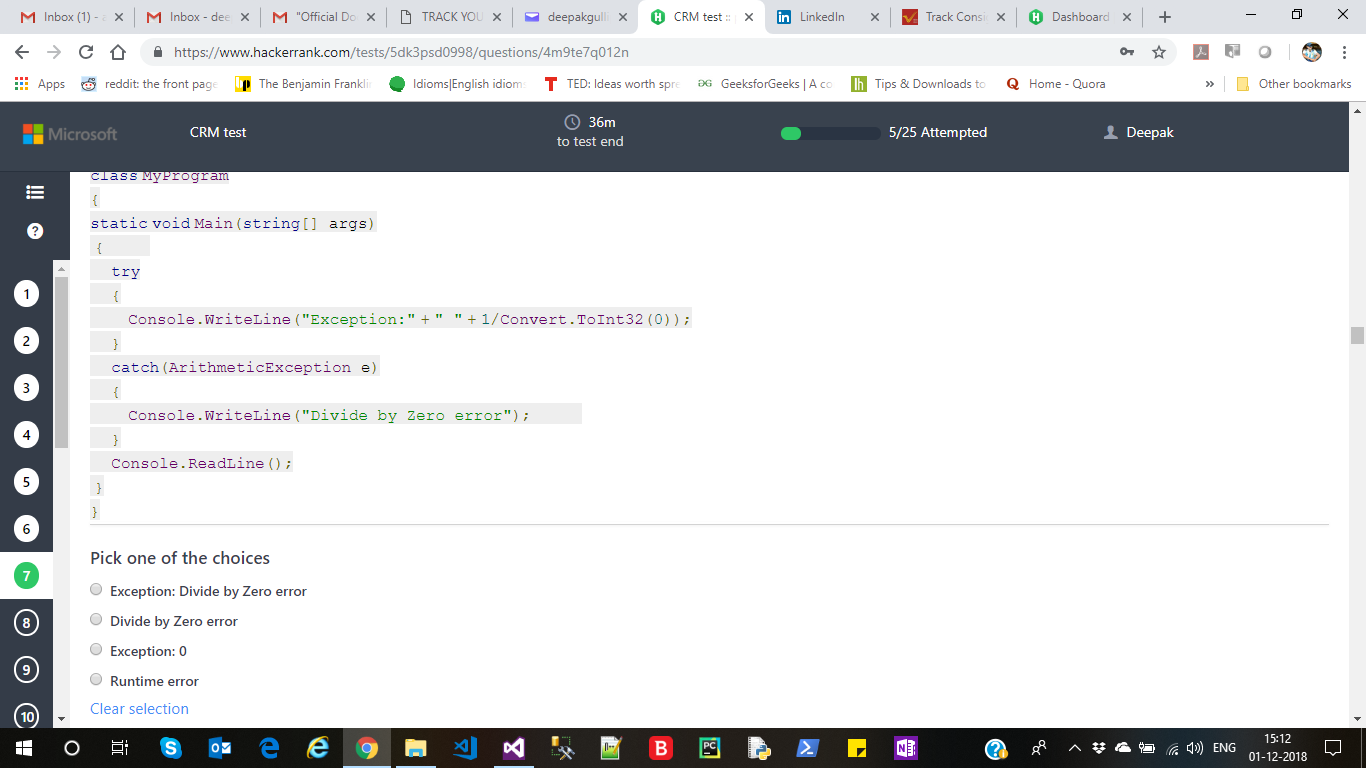 Inbox (1) - a
Inbox - dee
"Official Do
TRACK YOU
deepakgull
CRM test ::
LinkedIn
Track Consi
Dashboard
https://www.hackerrank.com/tests/5dk3psd0998/questions/4m9te7q012n
Apps
reddit: the front page
The Benjamin Franklin
Idioms|English idioms
TED: Ideas worth spre
GeeksforGeeks | A co
Tips & Downloads to
Home - Quora
»
Other bookmarks
Microsoft
CRM test
36m
to test end
5/25 Attempted
Deepak
class MyProgram
{
static void Main(string[] args)
{
try
{
Console.WriteLine("Exception:" + " " + 1/Convert.ToInt32(0));
}
catch(ArithmeticException e)
{
Console.WriteLine("Divide by Zero error");
}
Console.ReadLine();
}
}
?
1
2
3
4
5
6
7
8
9
10
Pick one of the choices
Exception: Divide by Zero error
Divide by Zero error
Exception: 0
Runtime error
Clear selection
ENG
15:12
01-12-2018